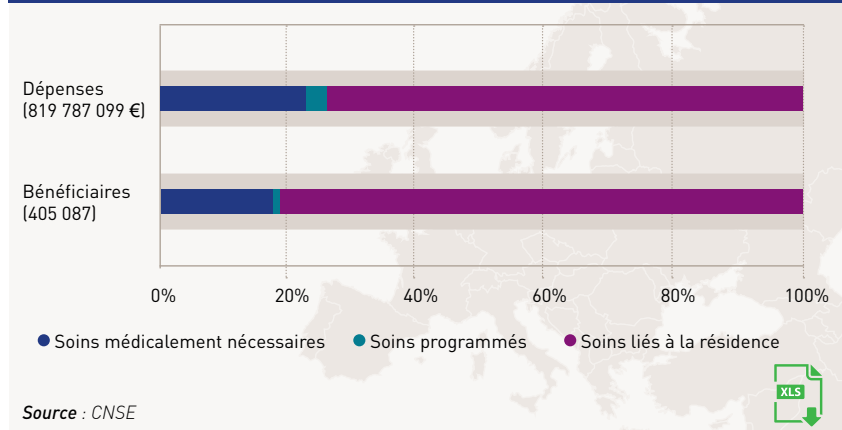 Dépenses
(819 787 099 €)
Bénéficiaires
(405 087)
0% 20% 40% 60% 80% 100%
Soins médicalement nécessaires Soins programmés Soins liés à la résidence
XLS
Source : CNSE